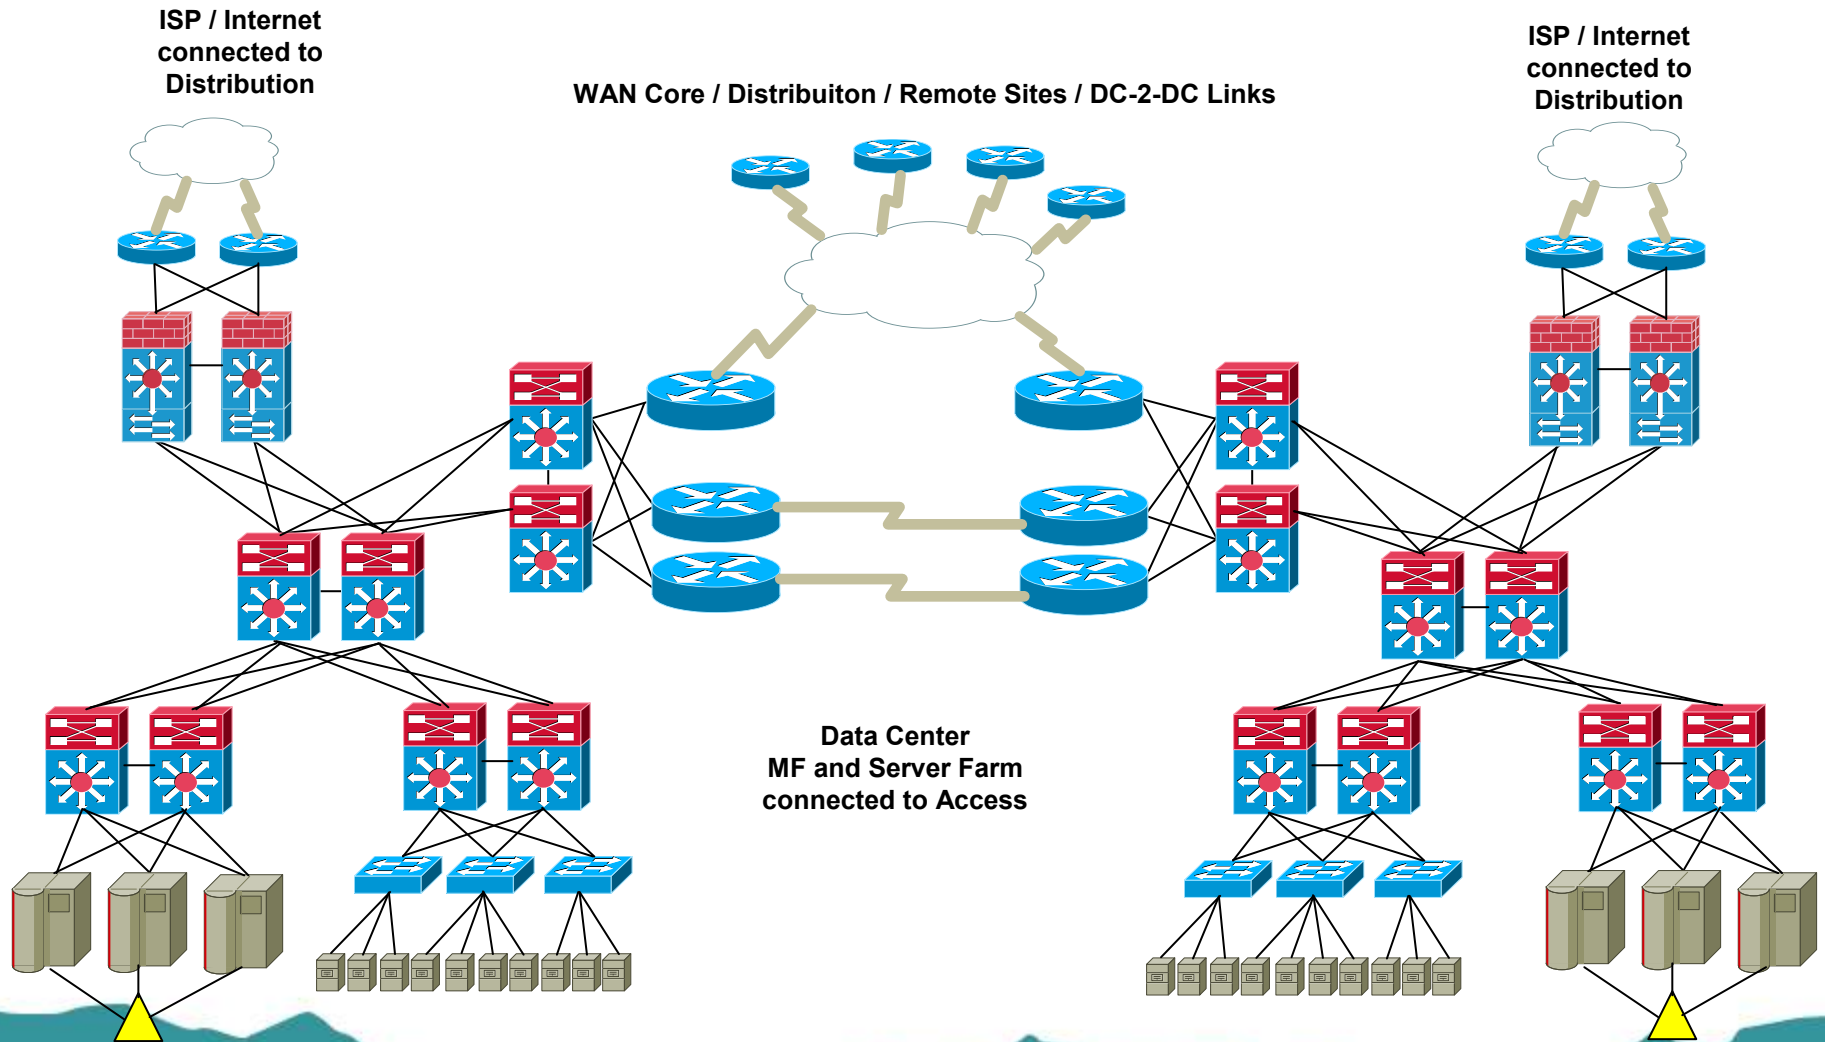 ISP / Internet
connected to
Distribution
WAN Core / Distribuiton / Remote Sites / DC-2-DC Links
ISP / Internet
connected to
Distribution
Data Center
MF and Server Farm
connected to Access